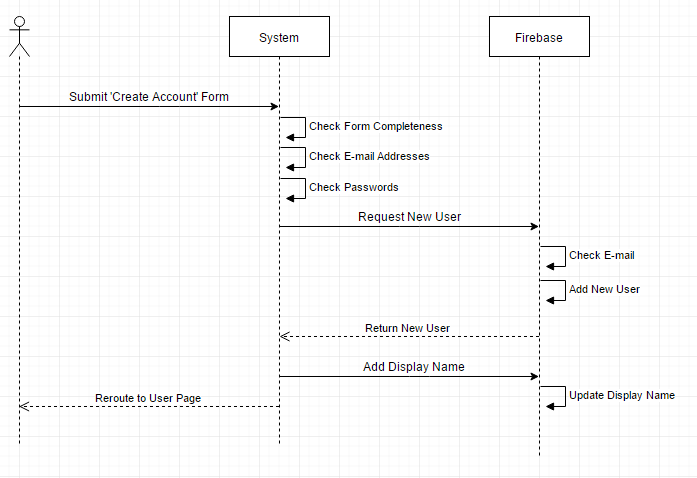 System
Firebase
Submit 'Create Account' Form
Check Form Completeness
Check E-mail Addresses
Check Passwords
Request New User
Check E-mail
Add New User
Return New User
Add Display Name
Update Display Name
Reroute to User Page